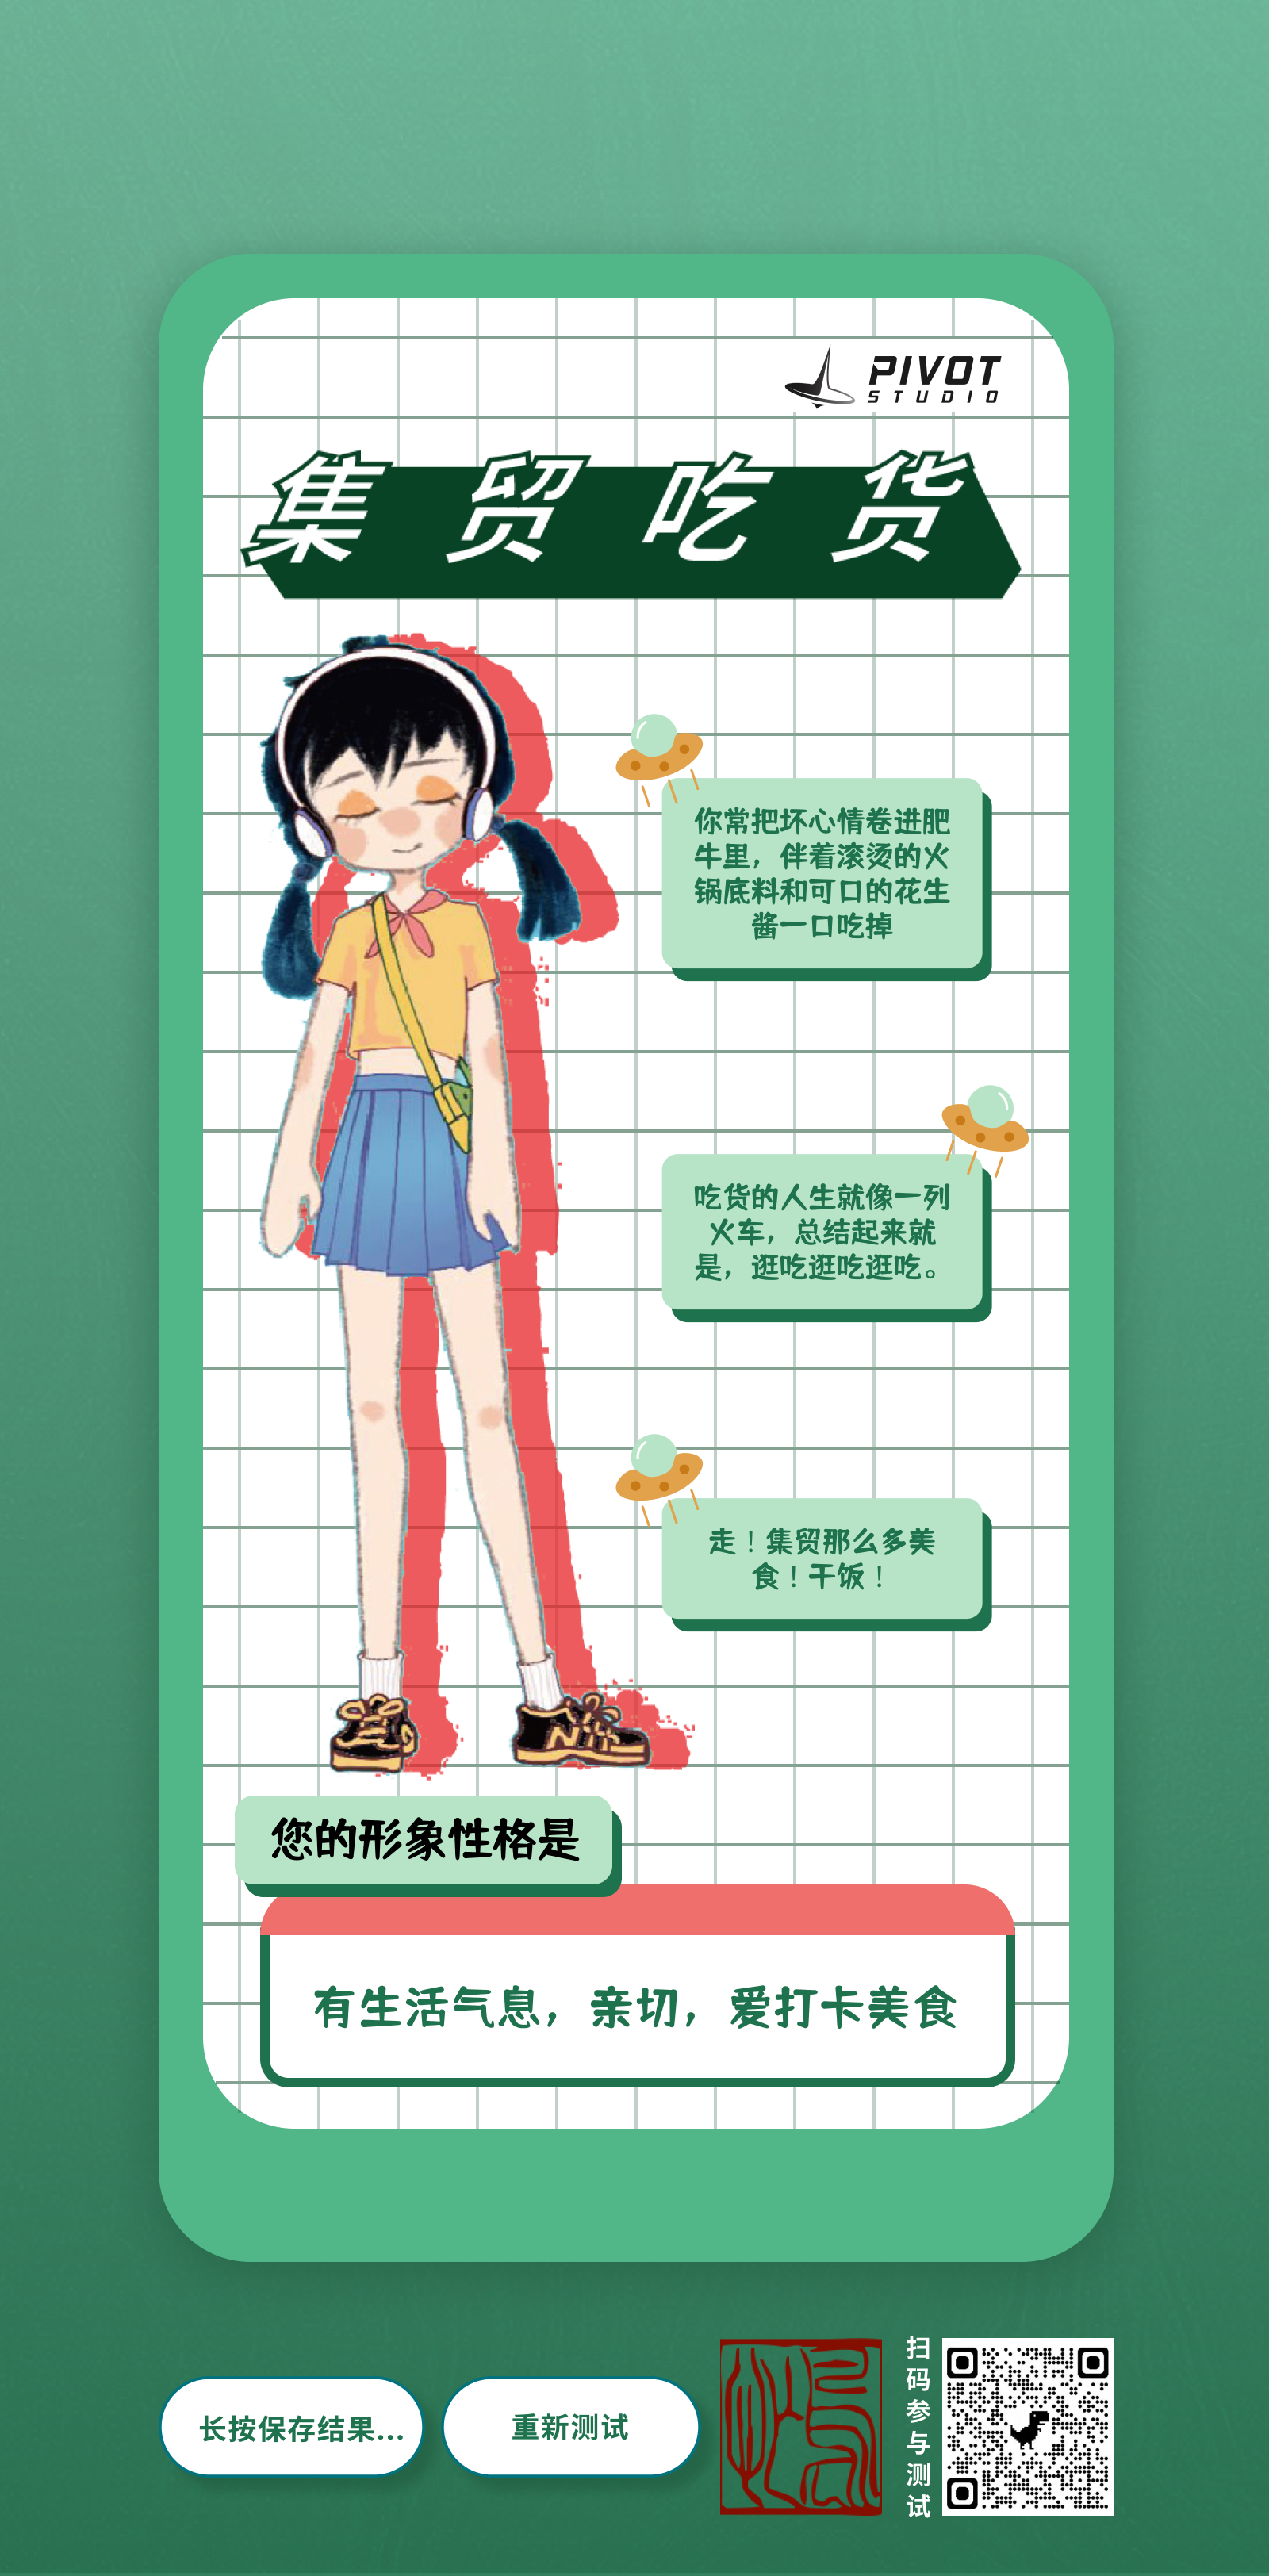 PIVOT
STUDIO
集贸吃货
你常把坏心情卷进肥
牛里，伴着滚烫的火
锅底料和可口的花生
酱一口吃掉
吃货的人生就像一列
火车，总结起来就
是，逛吃逛吃逛吃。
走！集贸那么多美
食！干饭！
您的形象性格是
有生活气息，亲切，爱打卡美食
长按保存结果...
重新测试
扫码参与测试